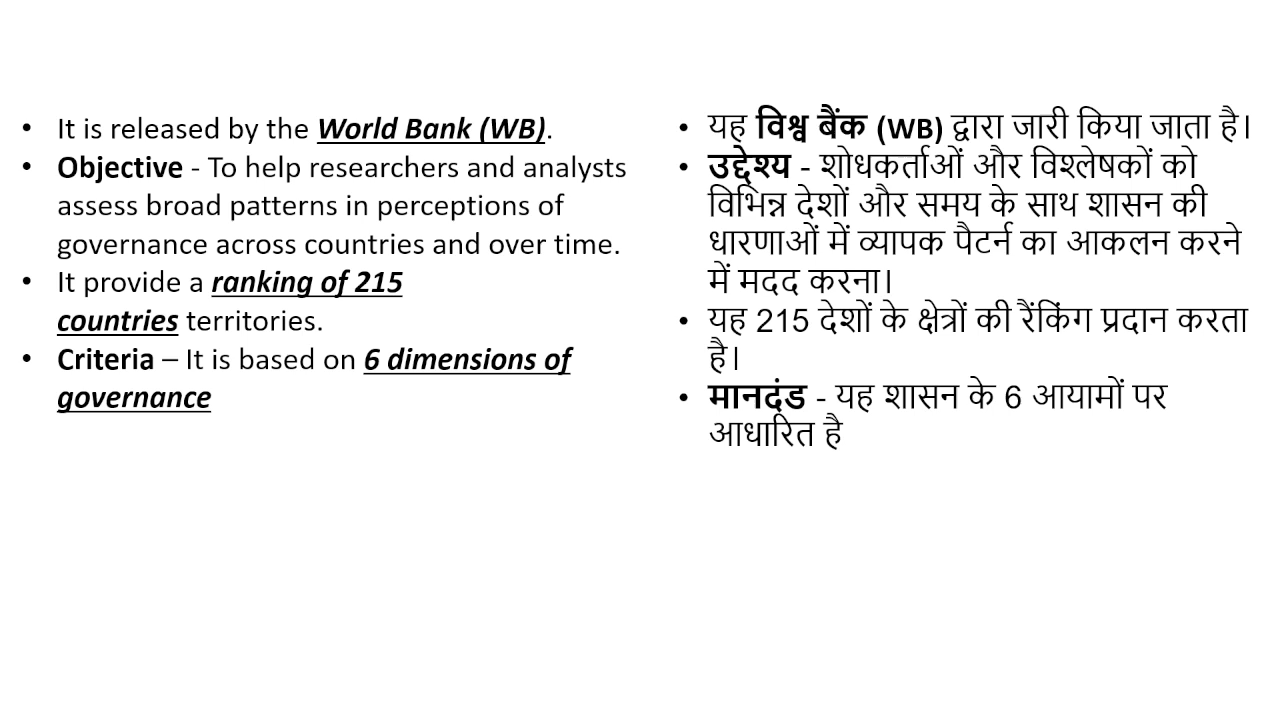 • It is released by the World Bank (WB).
• Objective - To help researchers and analysts
assess broad patterns in perceptions of
governance across countries and over time.
• It provide a ranking of 215
countries territories.
• Criteria – It is based on 6 dimensions of
governance
• यह विश्व बैंक (WB) द्वारा जारी किया जाता है।
• उद्देश्य - शोधकर्ताओं और विश्लेषकों को
विभिन्न देशों और समय के साथ शासन की
धारणाओं में व्यापक पैटर्न का आकलन करने
में मदद करना।
• यह 215 देशों के क्षेत्रों की रैंकिंग प्रदान करता
है।
• मानदंड - यह शासन के 6 आयामों पर
आधारित है